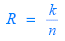 R = k/n